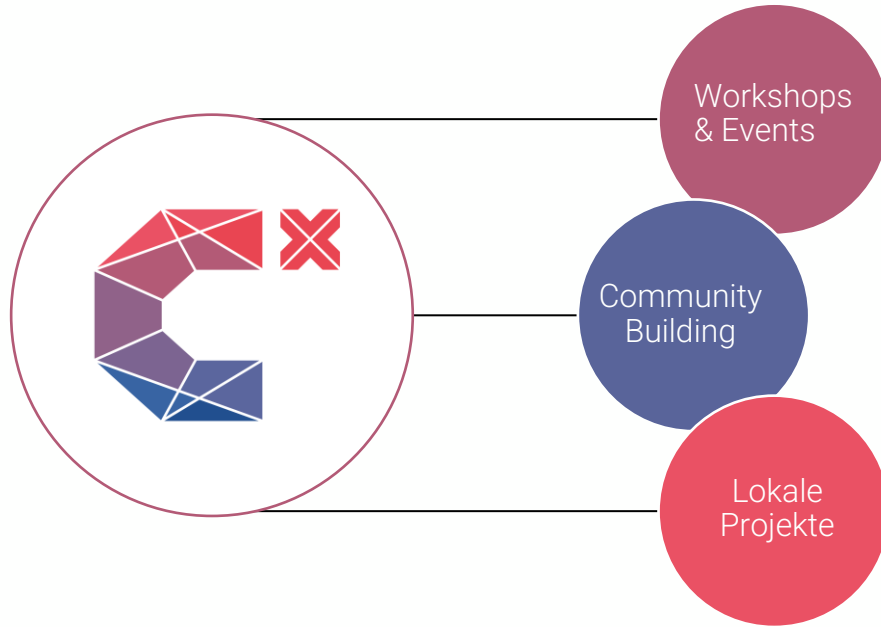 C x
Workshops
& Events
Community
Building
Lokale
Projekte